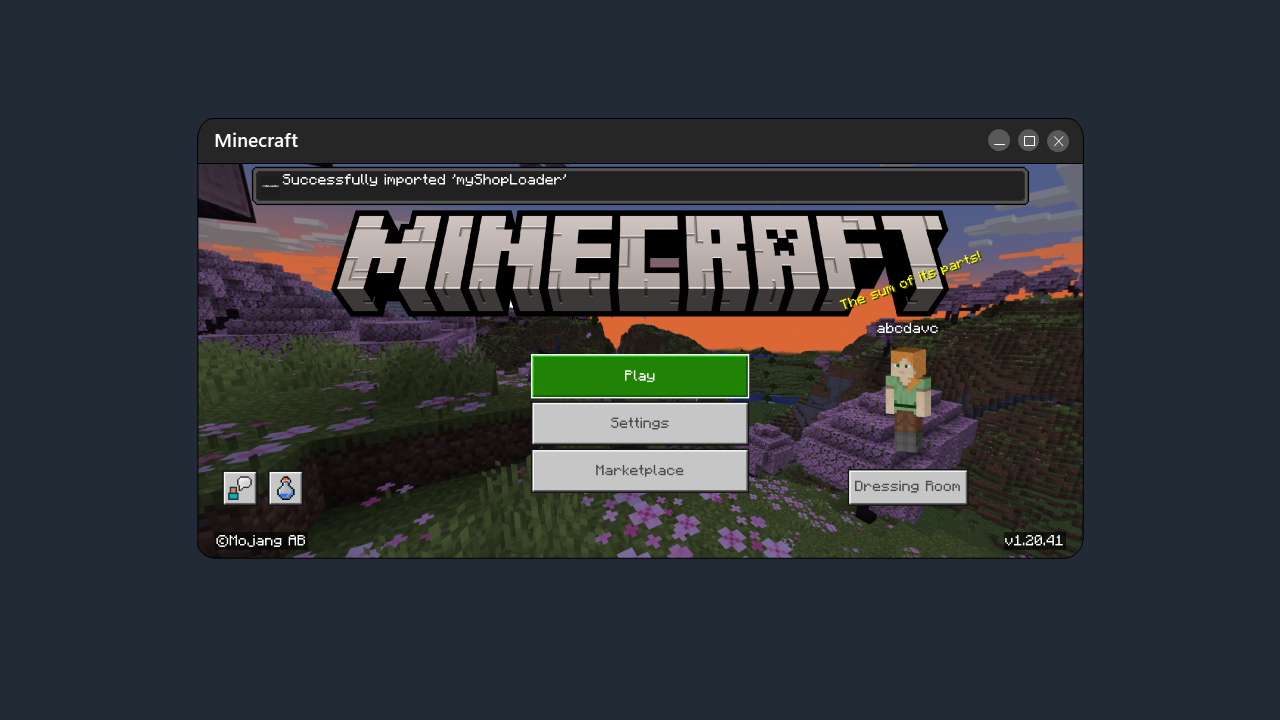 Minecraft
Successfully imported 'myShopLoader'
MINECRAFT
The sum of its parts!
abcdavc
Play
Settings
Marketplace
Dressing Room
©Mojang AB
v1.20.41